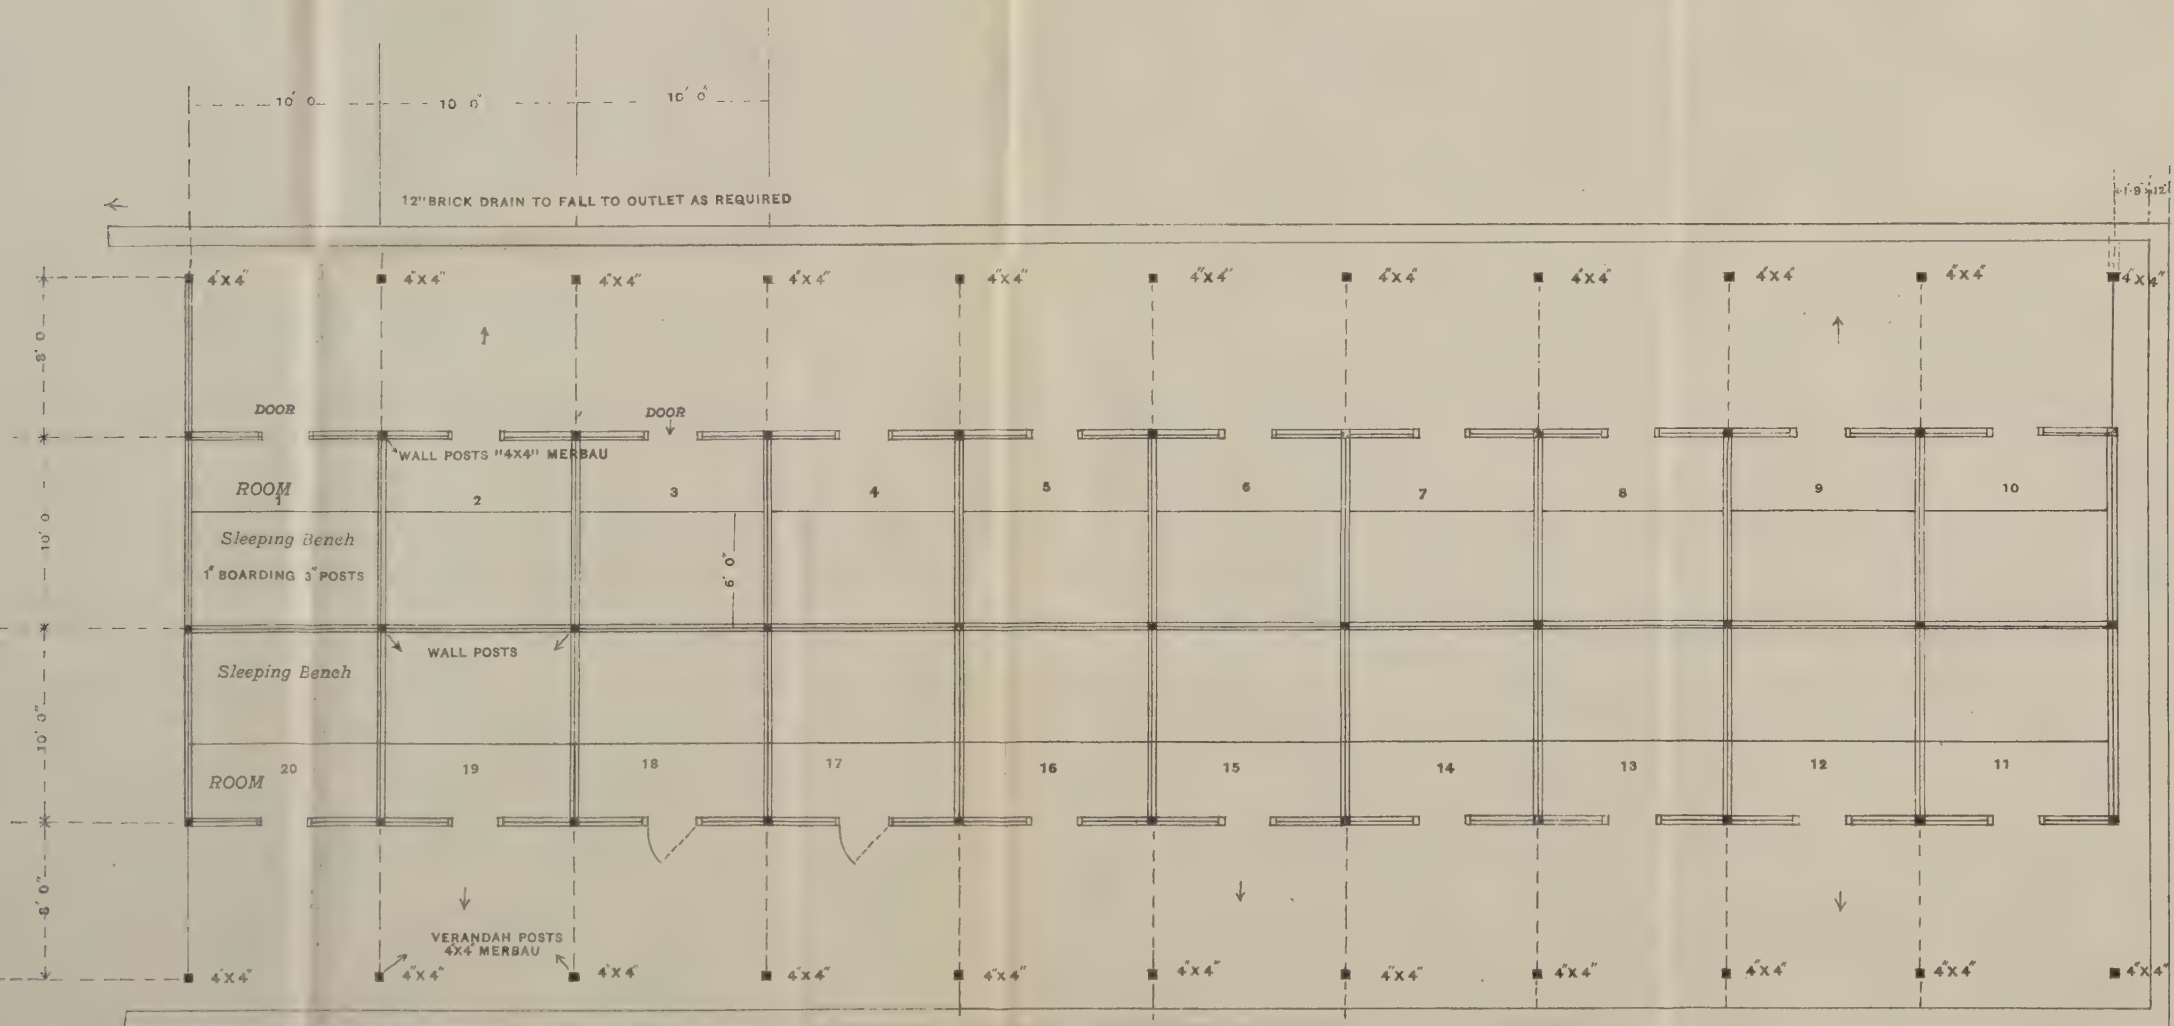 10' 0
10 0"
10' 0"
12" BRICK DRAIN TO FALL TO OUTLET AS REQUIRED
1' 9" 12"
4"X4" 4"X4" 4"X4" 4"X4" 4"X4" 4"X4" 4"X4" 4"X4" 4"X4" 4"X4" 4"X4"
8' 0
DOOR
DOOR
WALL POSTS "4X4" MERBAU
ROOM
1 2 3 4 5 6 7 8 9 10
Sleeping Bench
10' 0
1" BOARDING 3" POSTS
6' 0"
WALL POSTS
Sleeping Bench
10' 0"
20 19 18 17 16 15 14 13 12 11
ROOM
8' 0"
VERANDAH POSTS
4"X4" MERBAU
4"X4" 4"X4" 4"X4" 4"X4" 4"X4" 4"X4" 4"X4" 4"X4" 4"X4" 4"X4" 4"X4"